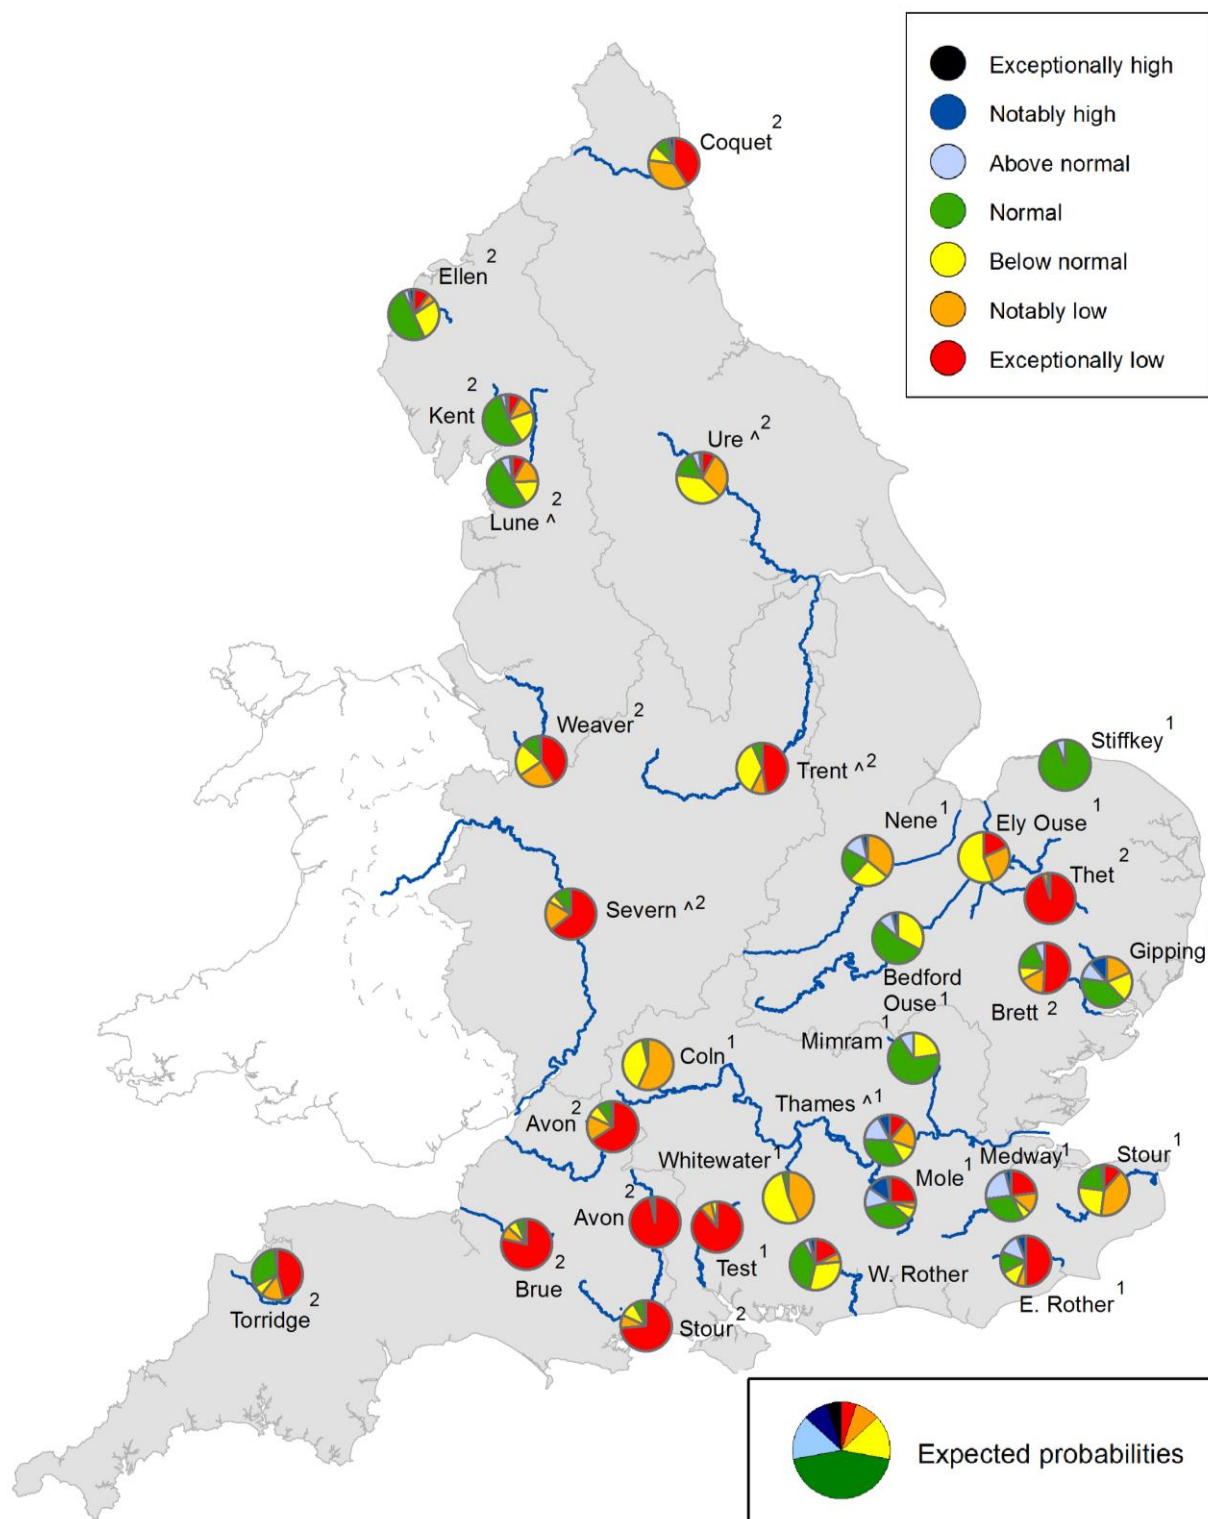 Exceptionally high
Notably high
Above normal
Normal
Below normal
Notably low
Exceptionally low
Coquet 2
Ellen 2
Kent 2
Ure ^ 2
Lune ^ 2
Weaver 2
Trent ^ 2
Stiffkey 1
Nene 1
Ely Ouse 1
Thet 2
Severn ^ 2
Bedford
Ouse 1
Gipping
Brett 2
Mimram 1
Coln 1
Thames ^ 1
Avon 2
Whitewater 1
Mole 1
Medway 1
Stour 1
Avon 2
Test 1
Brue 2
W. Rother
E. Rother 1
Torridge 2
Stour 2
Expected probabilities